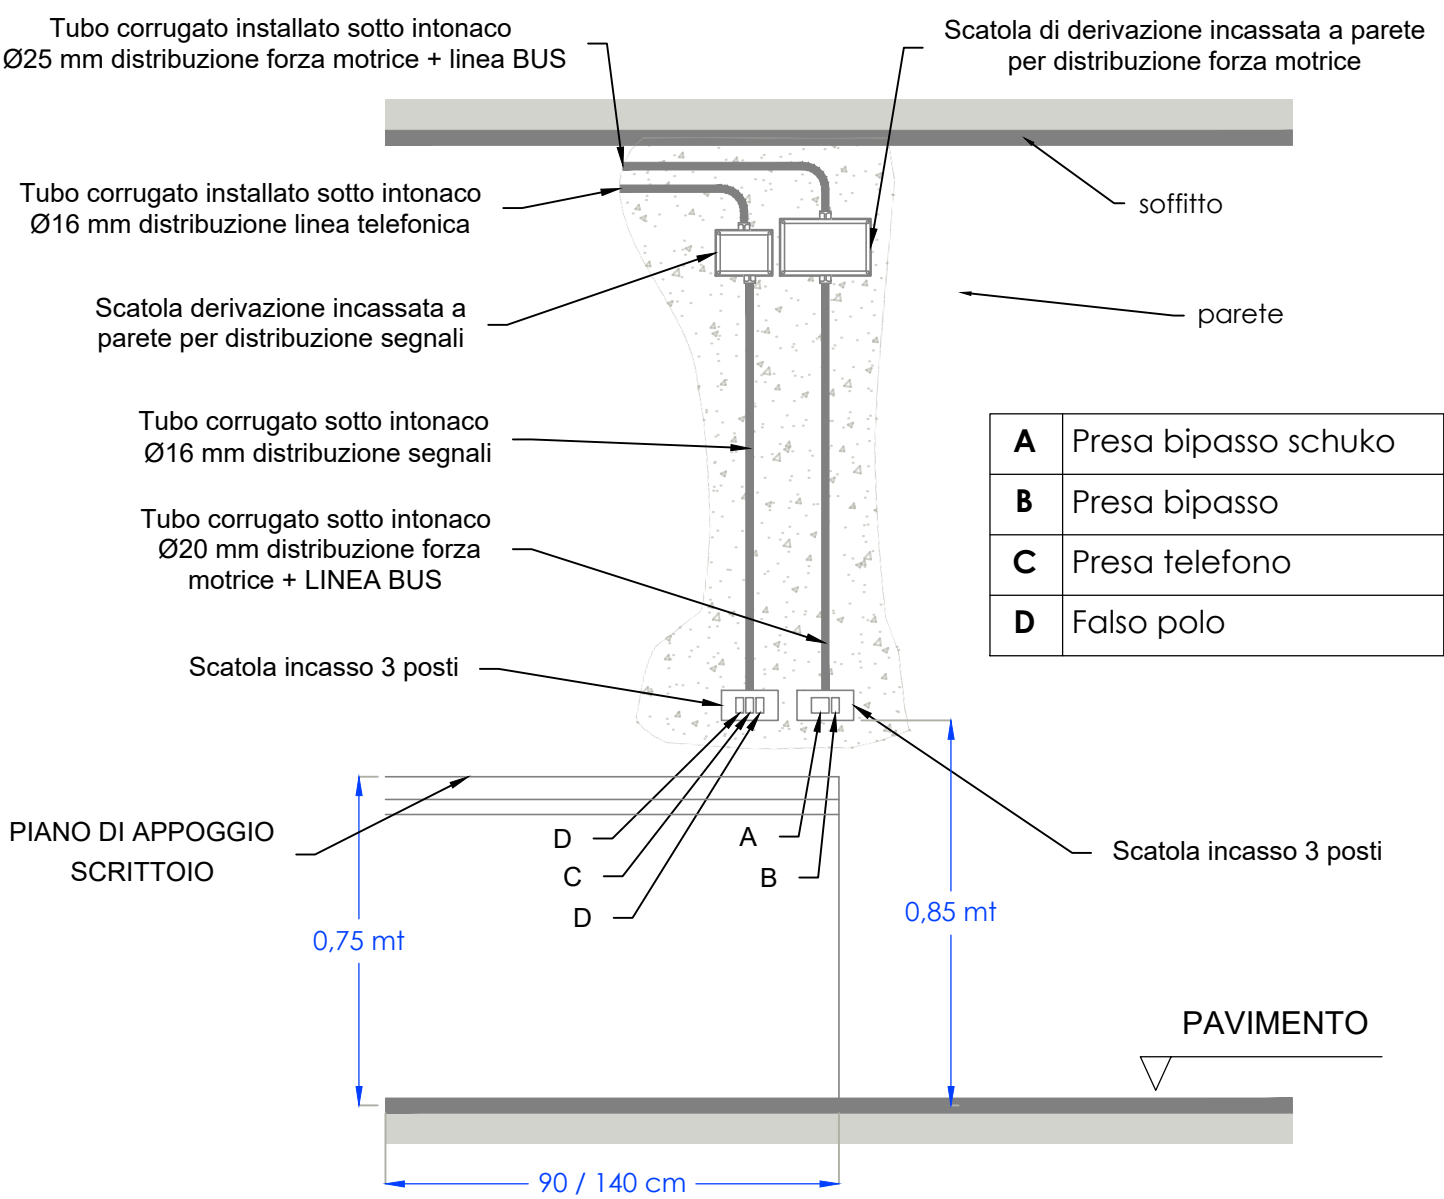 Tubo corrugato installato sotto intonaco
Ø25 mm distribuzione forza motrice + linea BUS
Scatola di derivazione incassata a parete
per distribuzione forza motrice
Tubo corrugato installato sotto intonaco
Ø16 mm distribuzione linea telefonica
soffitto
Scatola derivazione incassata a
parete per distribuzione segnali
parete
Tubo corrugato sotto intonaco
Ø16 mm distribuzione segnali
A Presa bipasso schuko
B Presa bipasso
C Presa telefono
D Falso polo
Tubo corrugato sotto intonaco
Ø20 mm distribuzione forza
motrice + LINEA BUS
Scatola incasso 3 posti
PIANO DI APPOGGIO
SCRITTOIO
D
C
D
A
B
Scatola incasso 3 posti
0,75 mt
0,85 mt
PAVIMENTO
90 / 140 cm